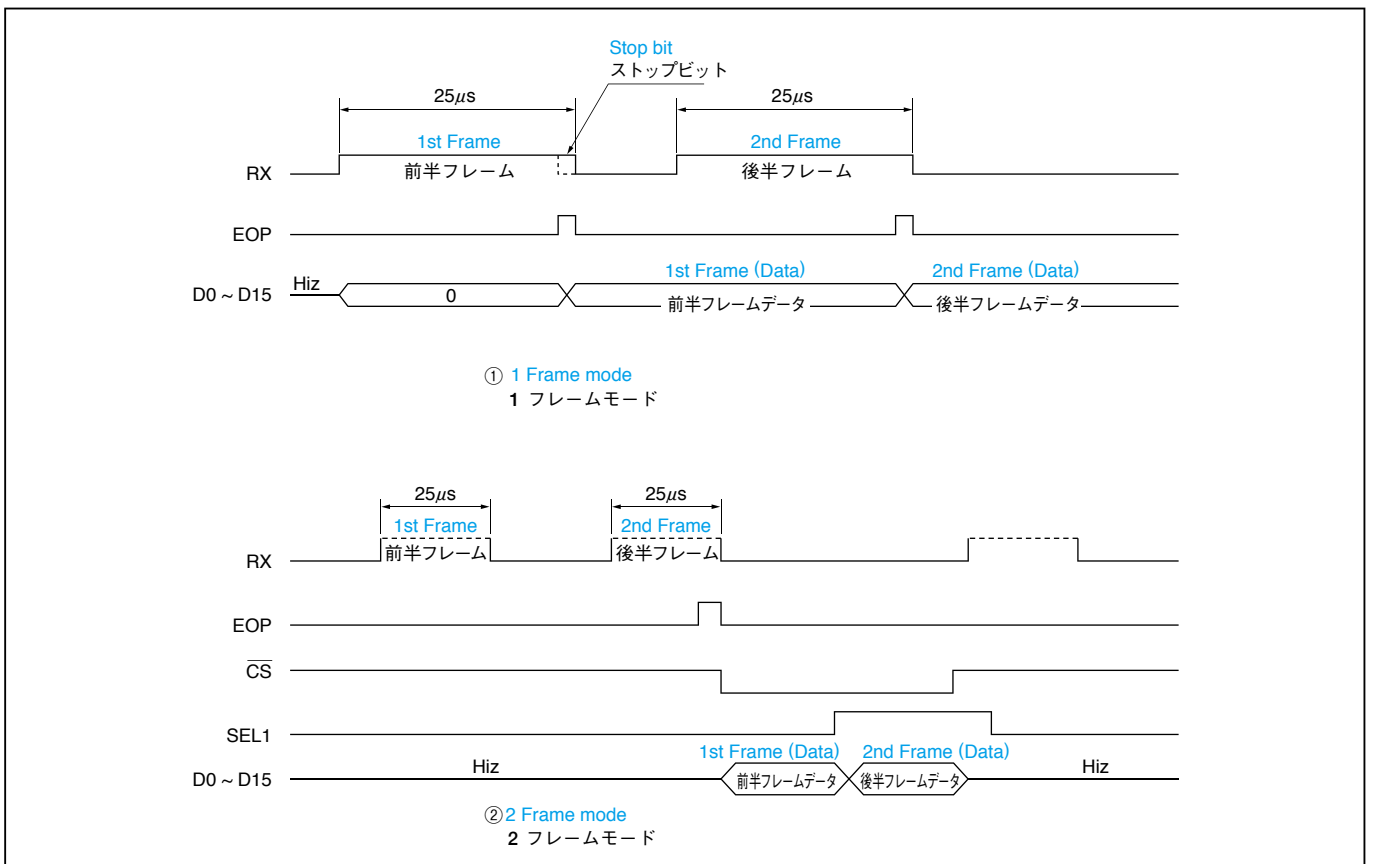 Stop bit
ストップビット
25μs 25μs
1st Frame 2nd Frame
RX 前半フレーム 後半フレーム
EOP
1st Frame (Data) 2nd Frame (Data)
D0 ~ D15 Hiz 0 前半フレームデータ 後半フレームデータ
① 1 Frame mode
1 フレームモード
25μs 25μs
1st Frame 2nd Frame
RX 前半フレーム 後半フレーム
EOP
C̅S̅
SEL1
1st Frame (Data) 2nd Frame (Data)
D0 ~ D15 Hiz 前半フレームデータ 後半フレームデータ Hiz
② 2 Frame mode
2 フレームモード